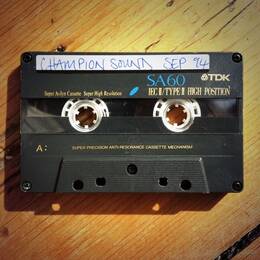 CHAMPION SOUND SEP 94
SA60 TDK
Super Avilyn Cassette Super High Resolution IEC II/TYPE II HIGH POSITION
A:
SUPER PRECISION ANTI-RESONANCE CASSETTE MECHANISM